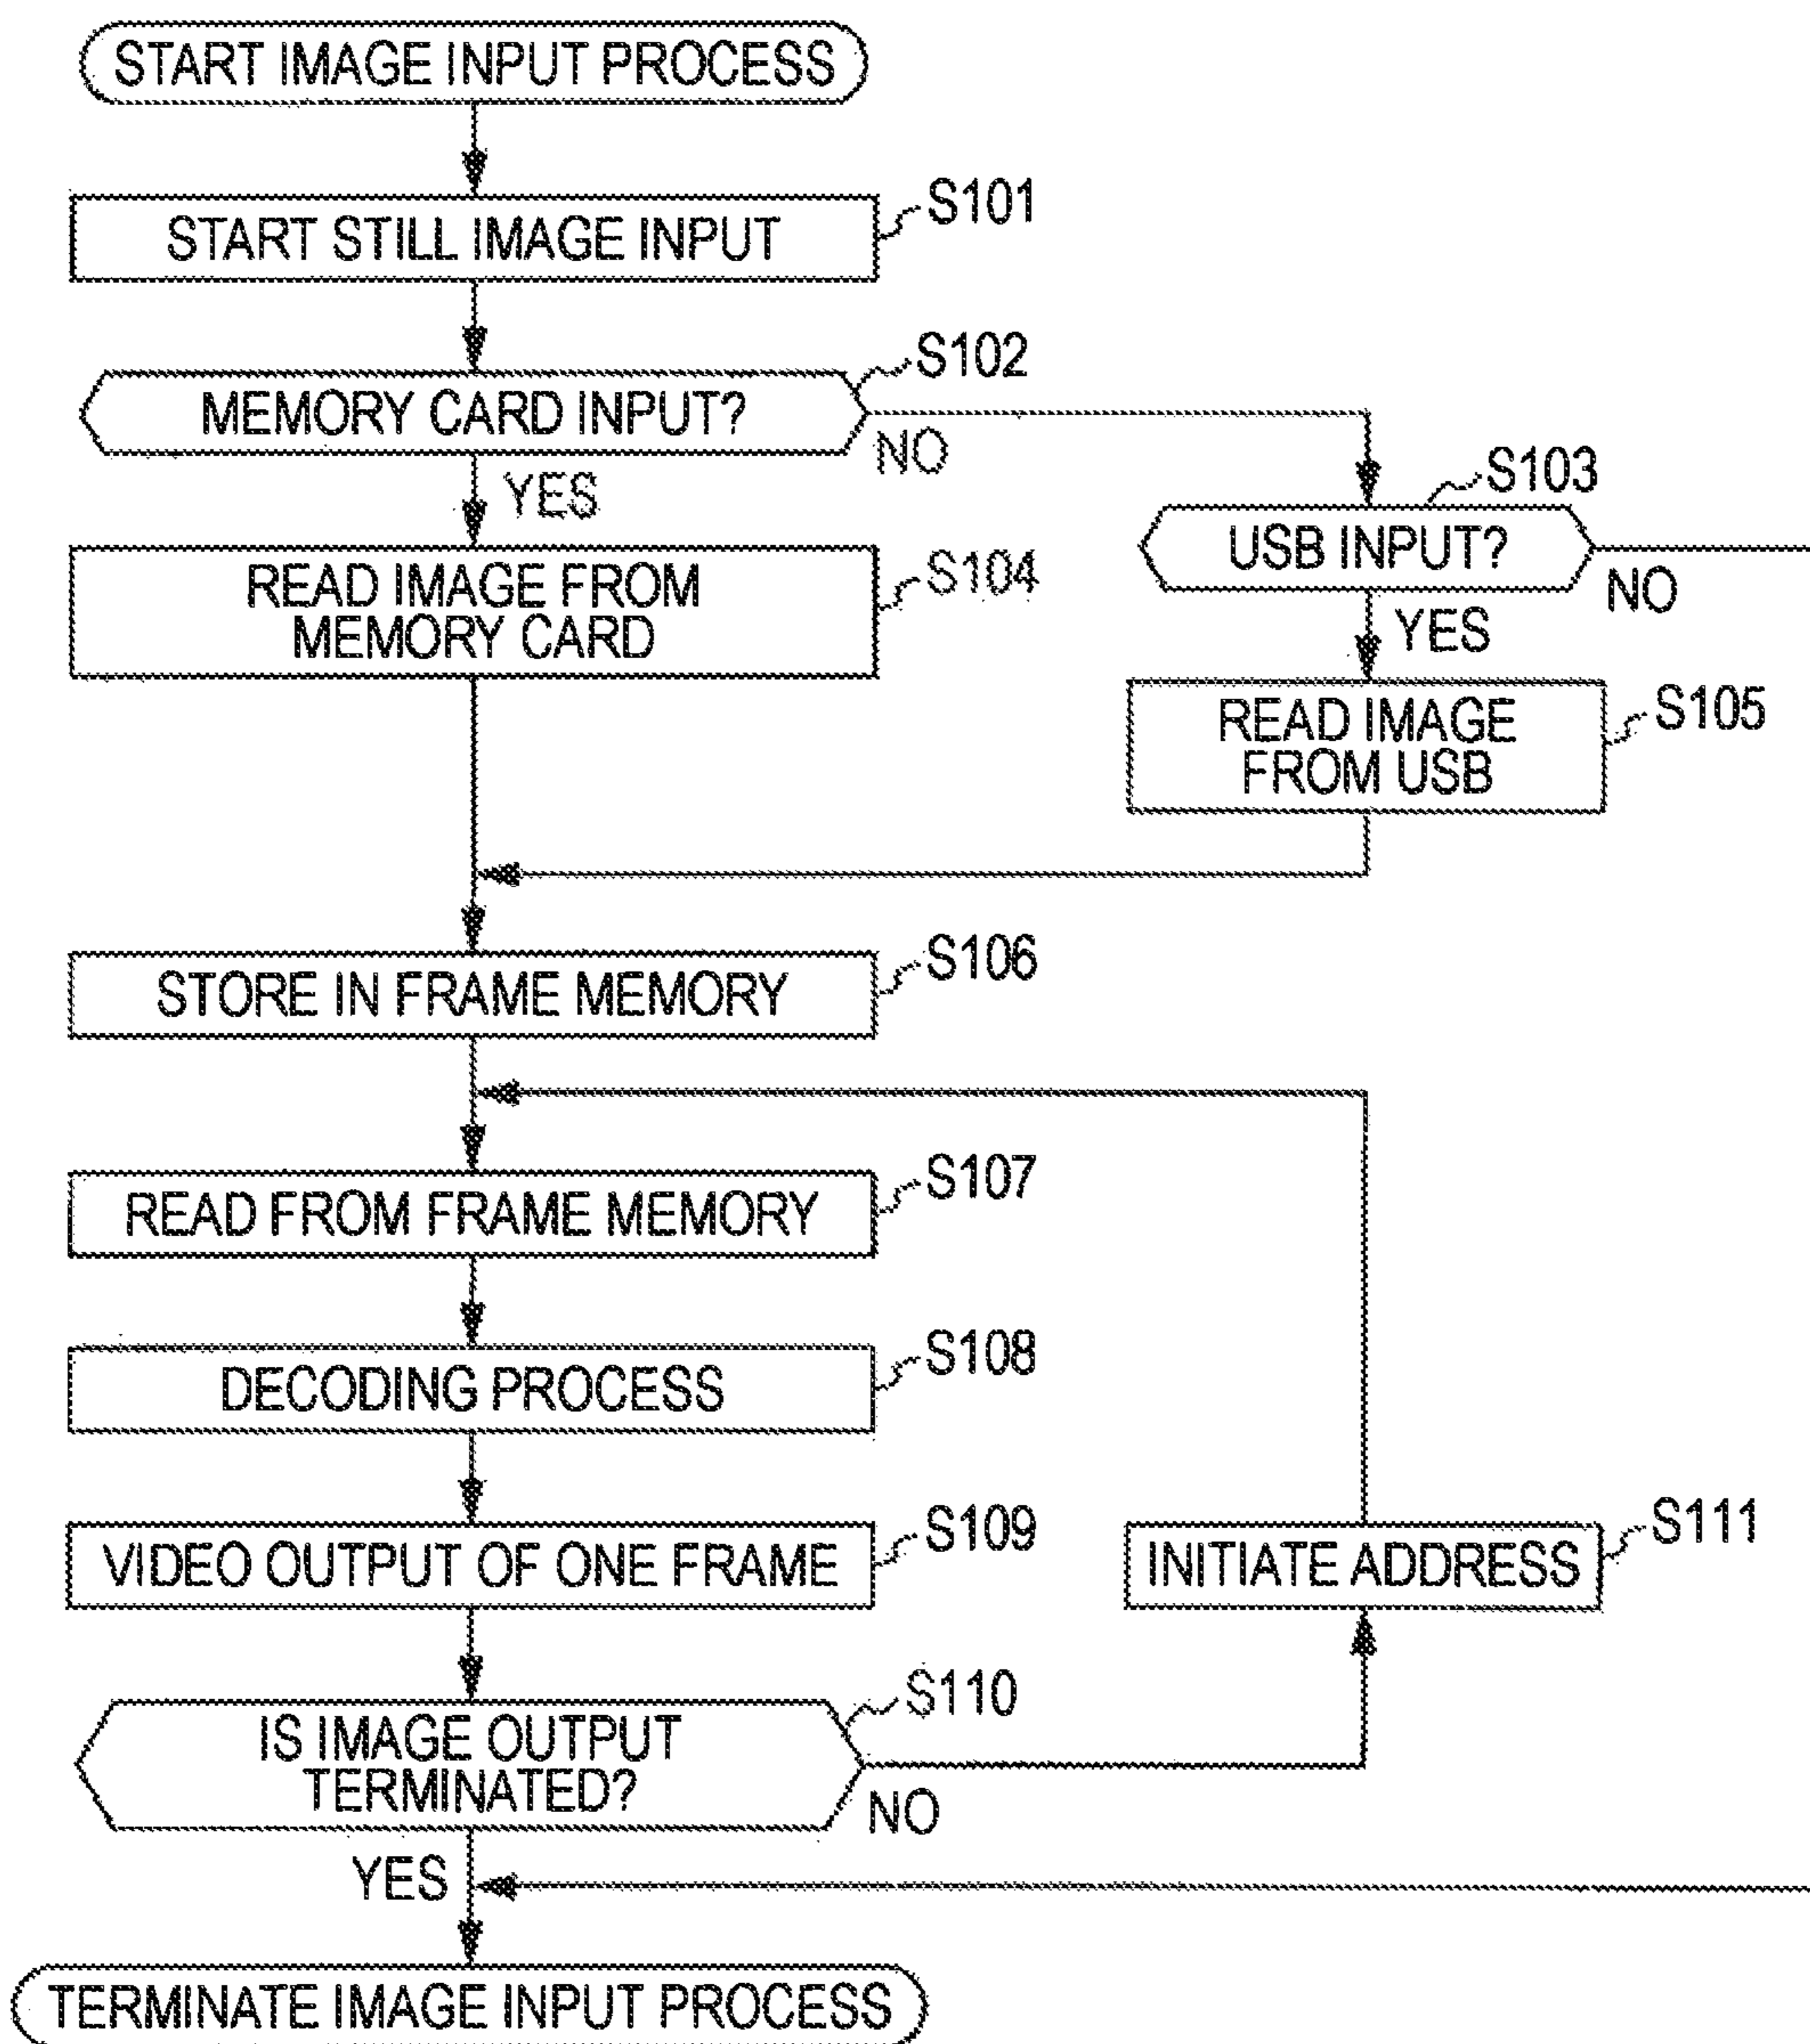 START IMAGE INPUT PROCESS
S101
START STILL IMAGE INPUT
S102
MEMORY CARD INPUT?
NO
YES
S103
USB INPUT?
NO
YES
S104
READ IMAGE FROM
MEMORY CARD
S105
READ IMAGE
FROM USB
S106
STORE IN FRAME MEMORY
S107
READ FROM FRAME MEMORY
S108
DECODING PROCESS
S109
VIDEO OUTPUT OF ONE FRAME
S111
INITIATE ADDRESS
S110
IS IMAGE OUTPUT
TERMINATED?
NO
YES
TERMINATE IMAGE INPUT PROCESS